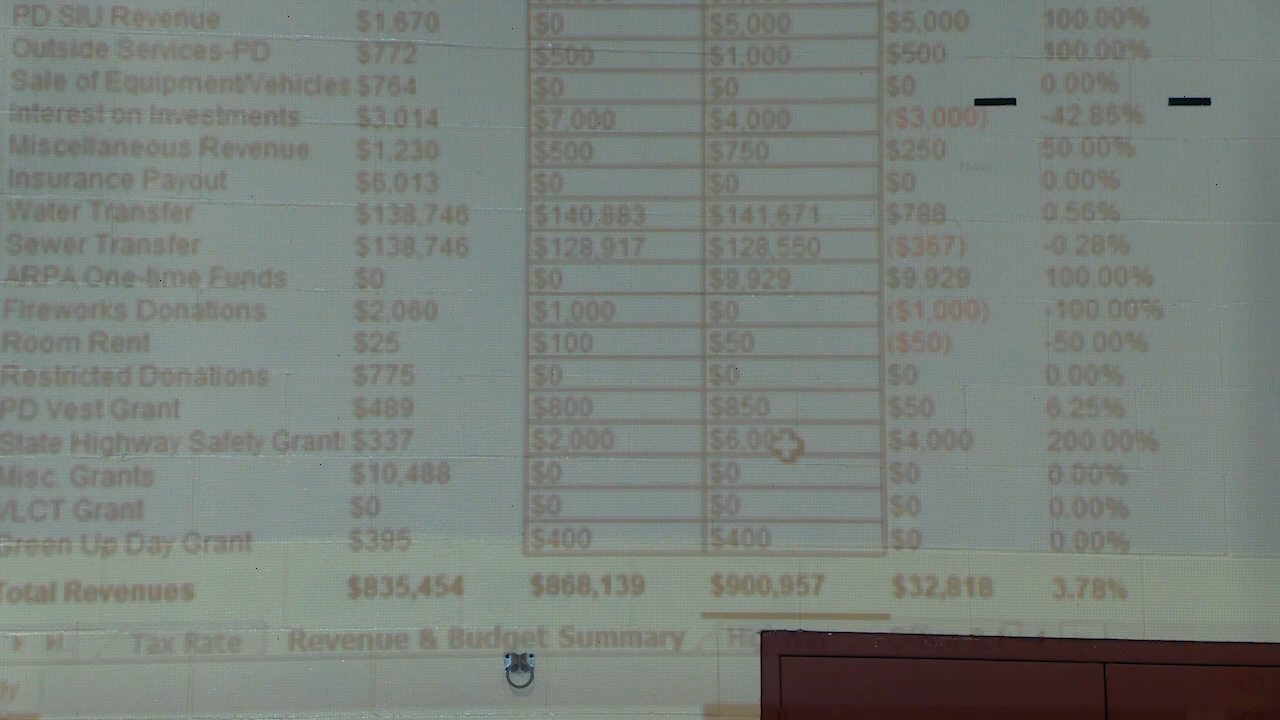 PD SIU Revenue $1,670 $0 $5,000 $5,000 100.00%
Outside Services-PD $772 $500 $1,000 $500 100.00%
Sale of Equipment/Vehicles $764 $0 $0 $0 0.00%
Interest on Investments $3,014 $7,000 $4,000 ($3,000) -42.86%
Miscellaneous Revenue $1,230 $500 $750 $250 50.00%
Insurance Payout $6,013 $0 $0 $0 0.00%
Water Transfer $138,746 $140,883 $141,671 $788 0.56%
Sewer Transfer $138,746 $128,917 $128,550 ($367) -0.28%
ARPA One-time Funds $0 $0 $9,929 $9,929 100.00%
Fireworks Donations $2,060 $1,000 $0 ($1,000) -100.00%
Room Rent $25 $100 $50 ($50) -50.00%
Restricted Donations $775 $0 $0 $0 0.00%
PD Vest Grant $489 $800 $850 $50 6.25%
State Highway Safety Grant $337 $2,000 $6,000 $4,000 200.00%
Misc. Grants $10,488 $0 $0 $0 0.00%
VLCT Grant $0 $0 $0 $0 0.00%
Green Up Day Grant $395 $400 $400 $0 0.00%
Total Revenues $835,454 $868,139 $900,957 $32,818 3.78%
Tax Rate Revenue & Budget Summary